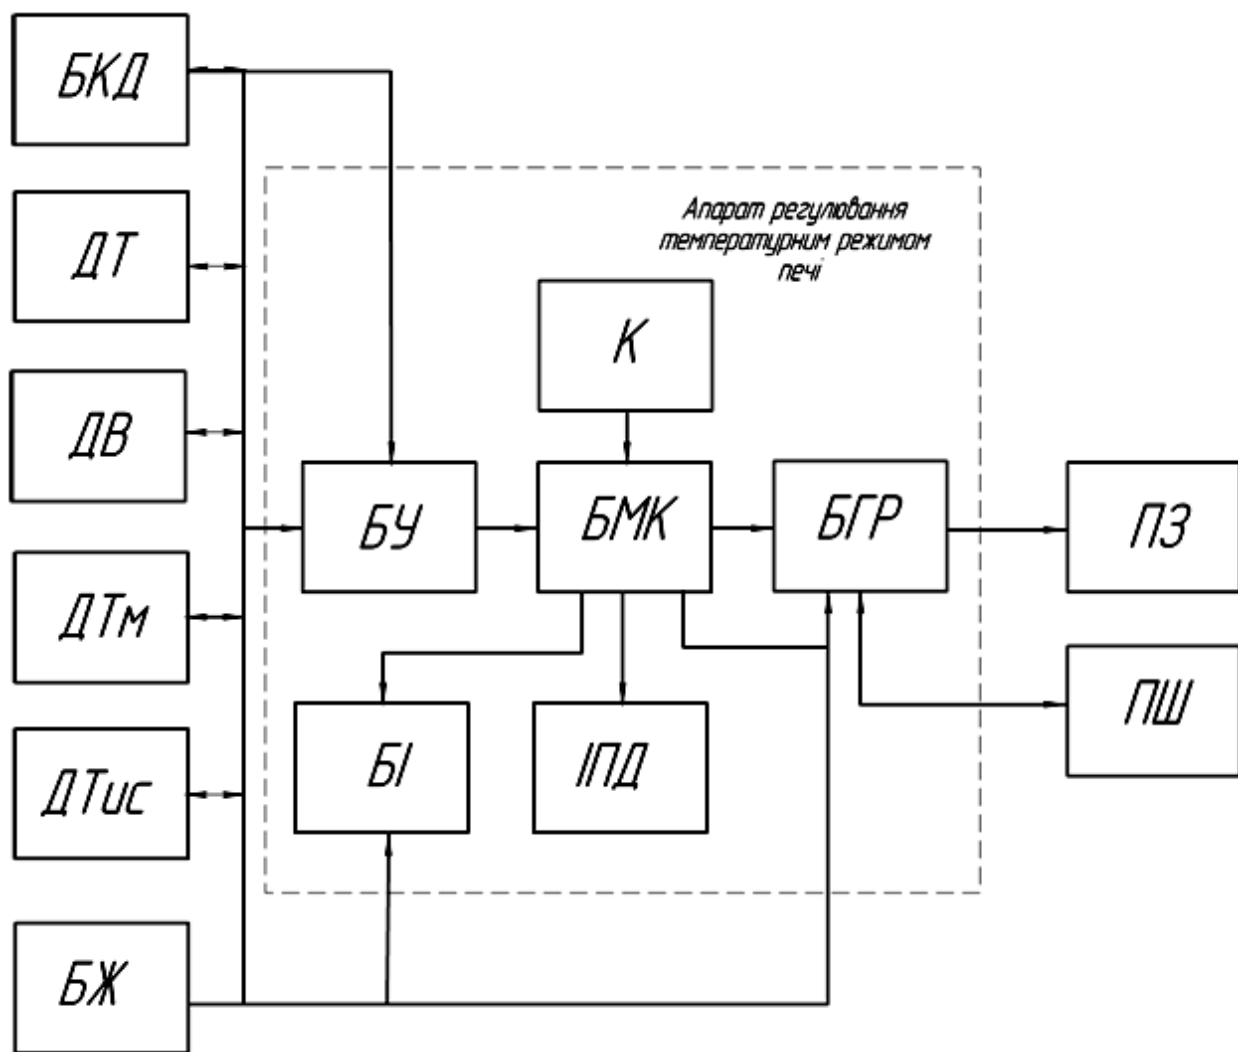 БКД
ДТ
ДВ
ДТм
ДТис
БЖ
Апарат регулювання
температурним режимом
печі
К
БУ
БМК
БГР
БІ
ІПД
ПЗ
ПШ